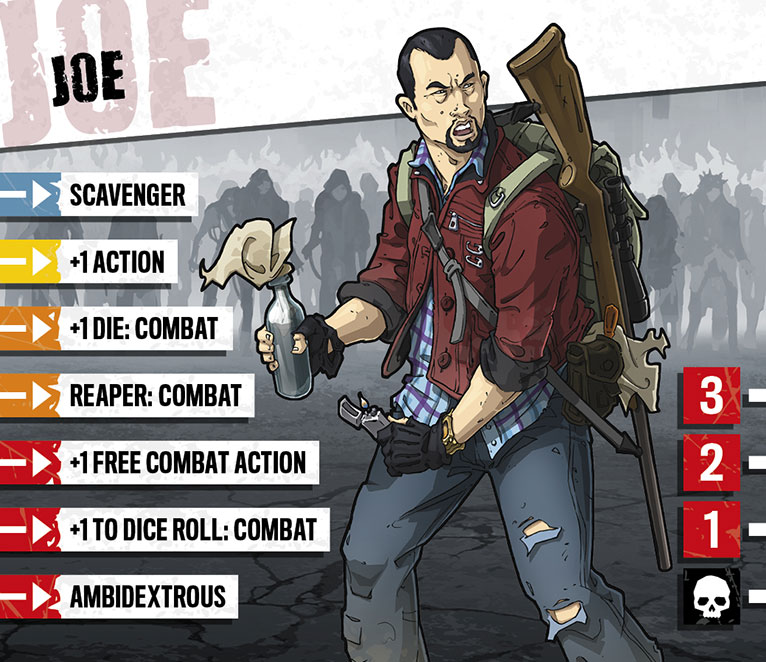 JOE
JOE
SCAVENGER
+1 ACTION
+1 DIE: COMBAT
REAPER: COMBAT
+1 FREE COMBAT ACTION
+1 TO DICE ROLL: COMBAT
AMBIDEXTROUS
3
2
1